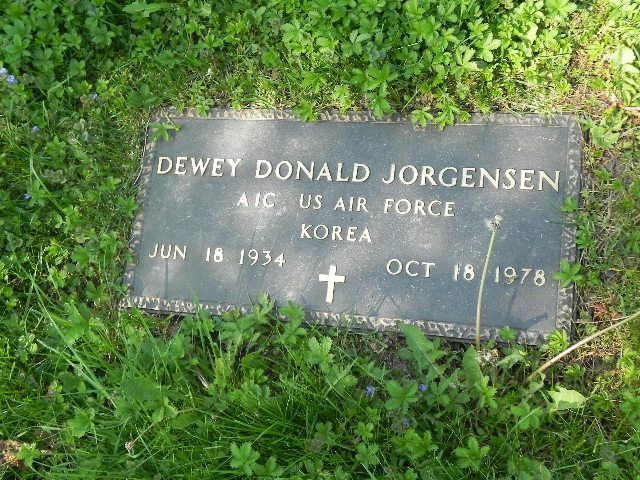 DEWEY DONALD JORGENSEN
A1C US AIR FORCE
KOREA
JUN 18 1934 OCT 18 1978